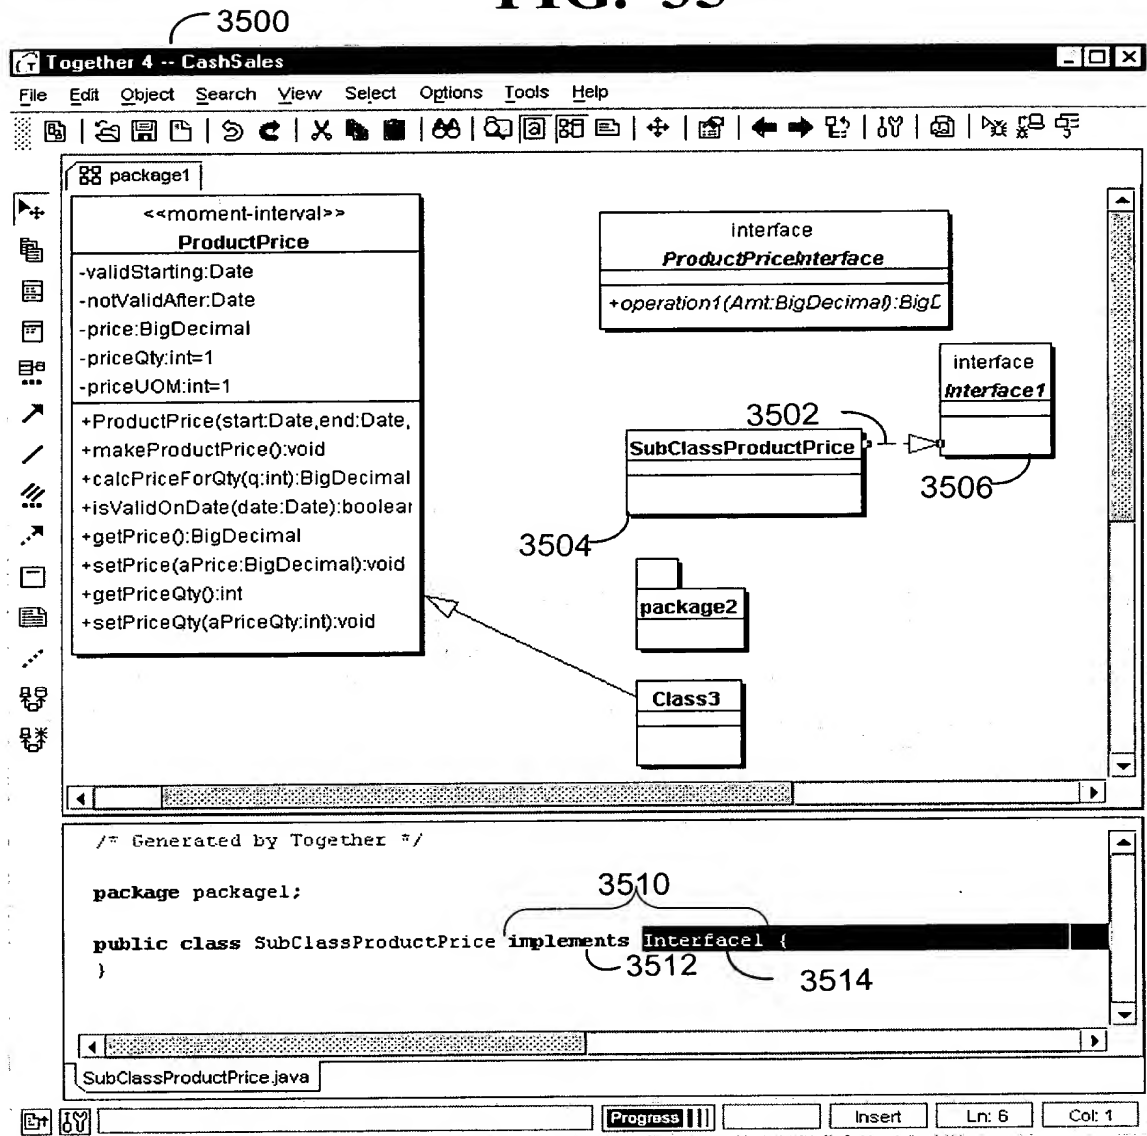 FIG. 35
3500
Together 4 -- CashSales
File Edit Object Search View Select Options Tools Help
package1
<<moment-interval>>
ProductPrice
-validStarting:Date
-notValidAfter:Date
-price:BigDecimal
-priceQty:int=1
-priceUOM:int=1
+ProductPrice(start:Date,end:Date,
+makeProductPrice():void
+calcPriceForQty(q:int):BigDecimal
+isValidOnDate(date:Date):boolear
+getPrice():BigDecimal
+setPrice(aPrice:BigDecimal):void
+getPriceQty():int
+setPriceQty(aPriceQty:int):void
interface
ProductPriceInterface
+operation1(Amt:BigDecimal):BigD
interface
Interface1
3502
SubClassProductPrice
3506
3504
package2
Class3
/* Generated by Together */
package package1;
3510
public class SubClassProductPrice implements Interface1 {
}
3512
3514
SubClassProductPrice.java
Progress
Insert
Ln: 6
Col: 1